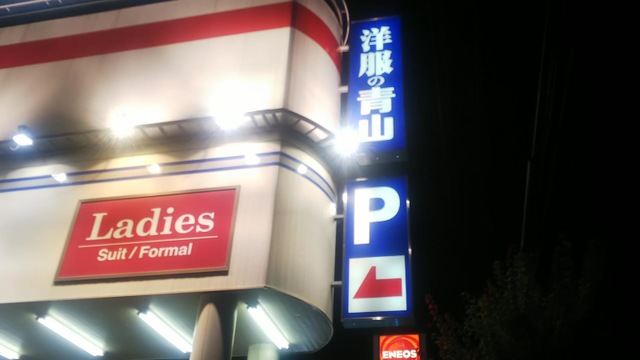 洋服の青山
P
Ladies
Suit / Formal
ENEOS